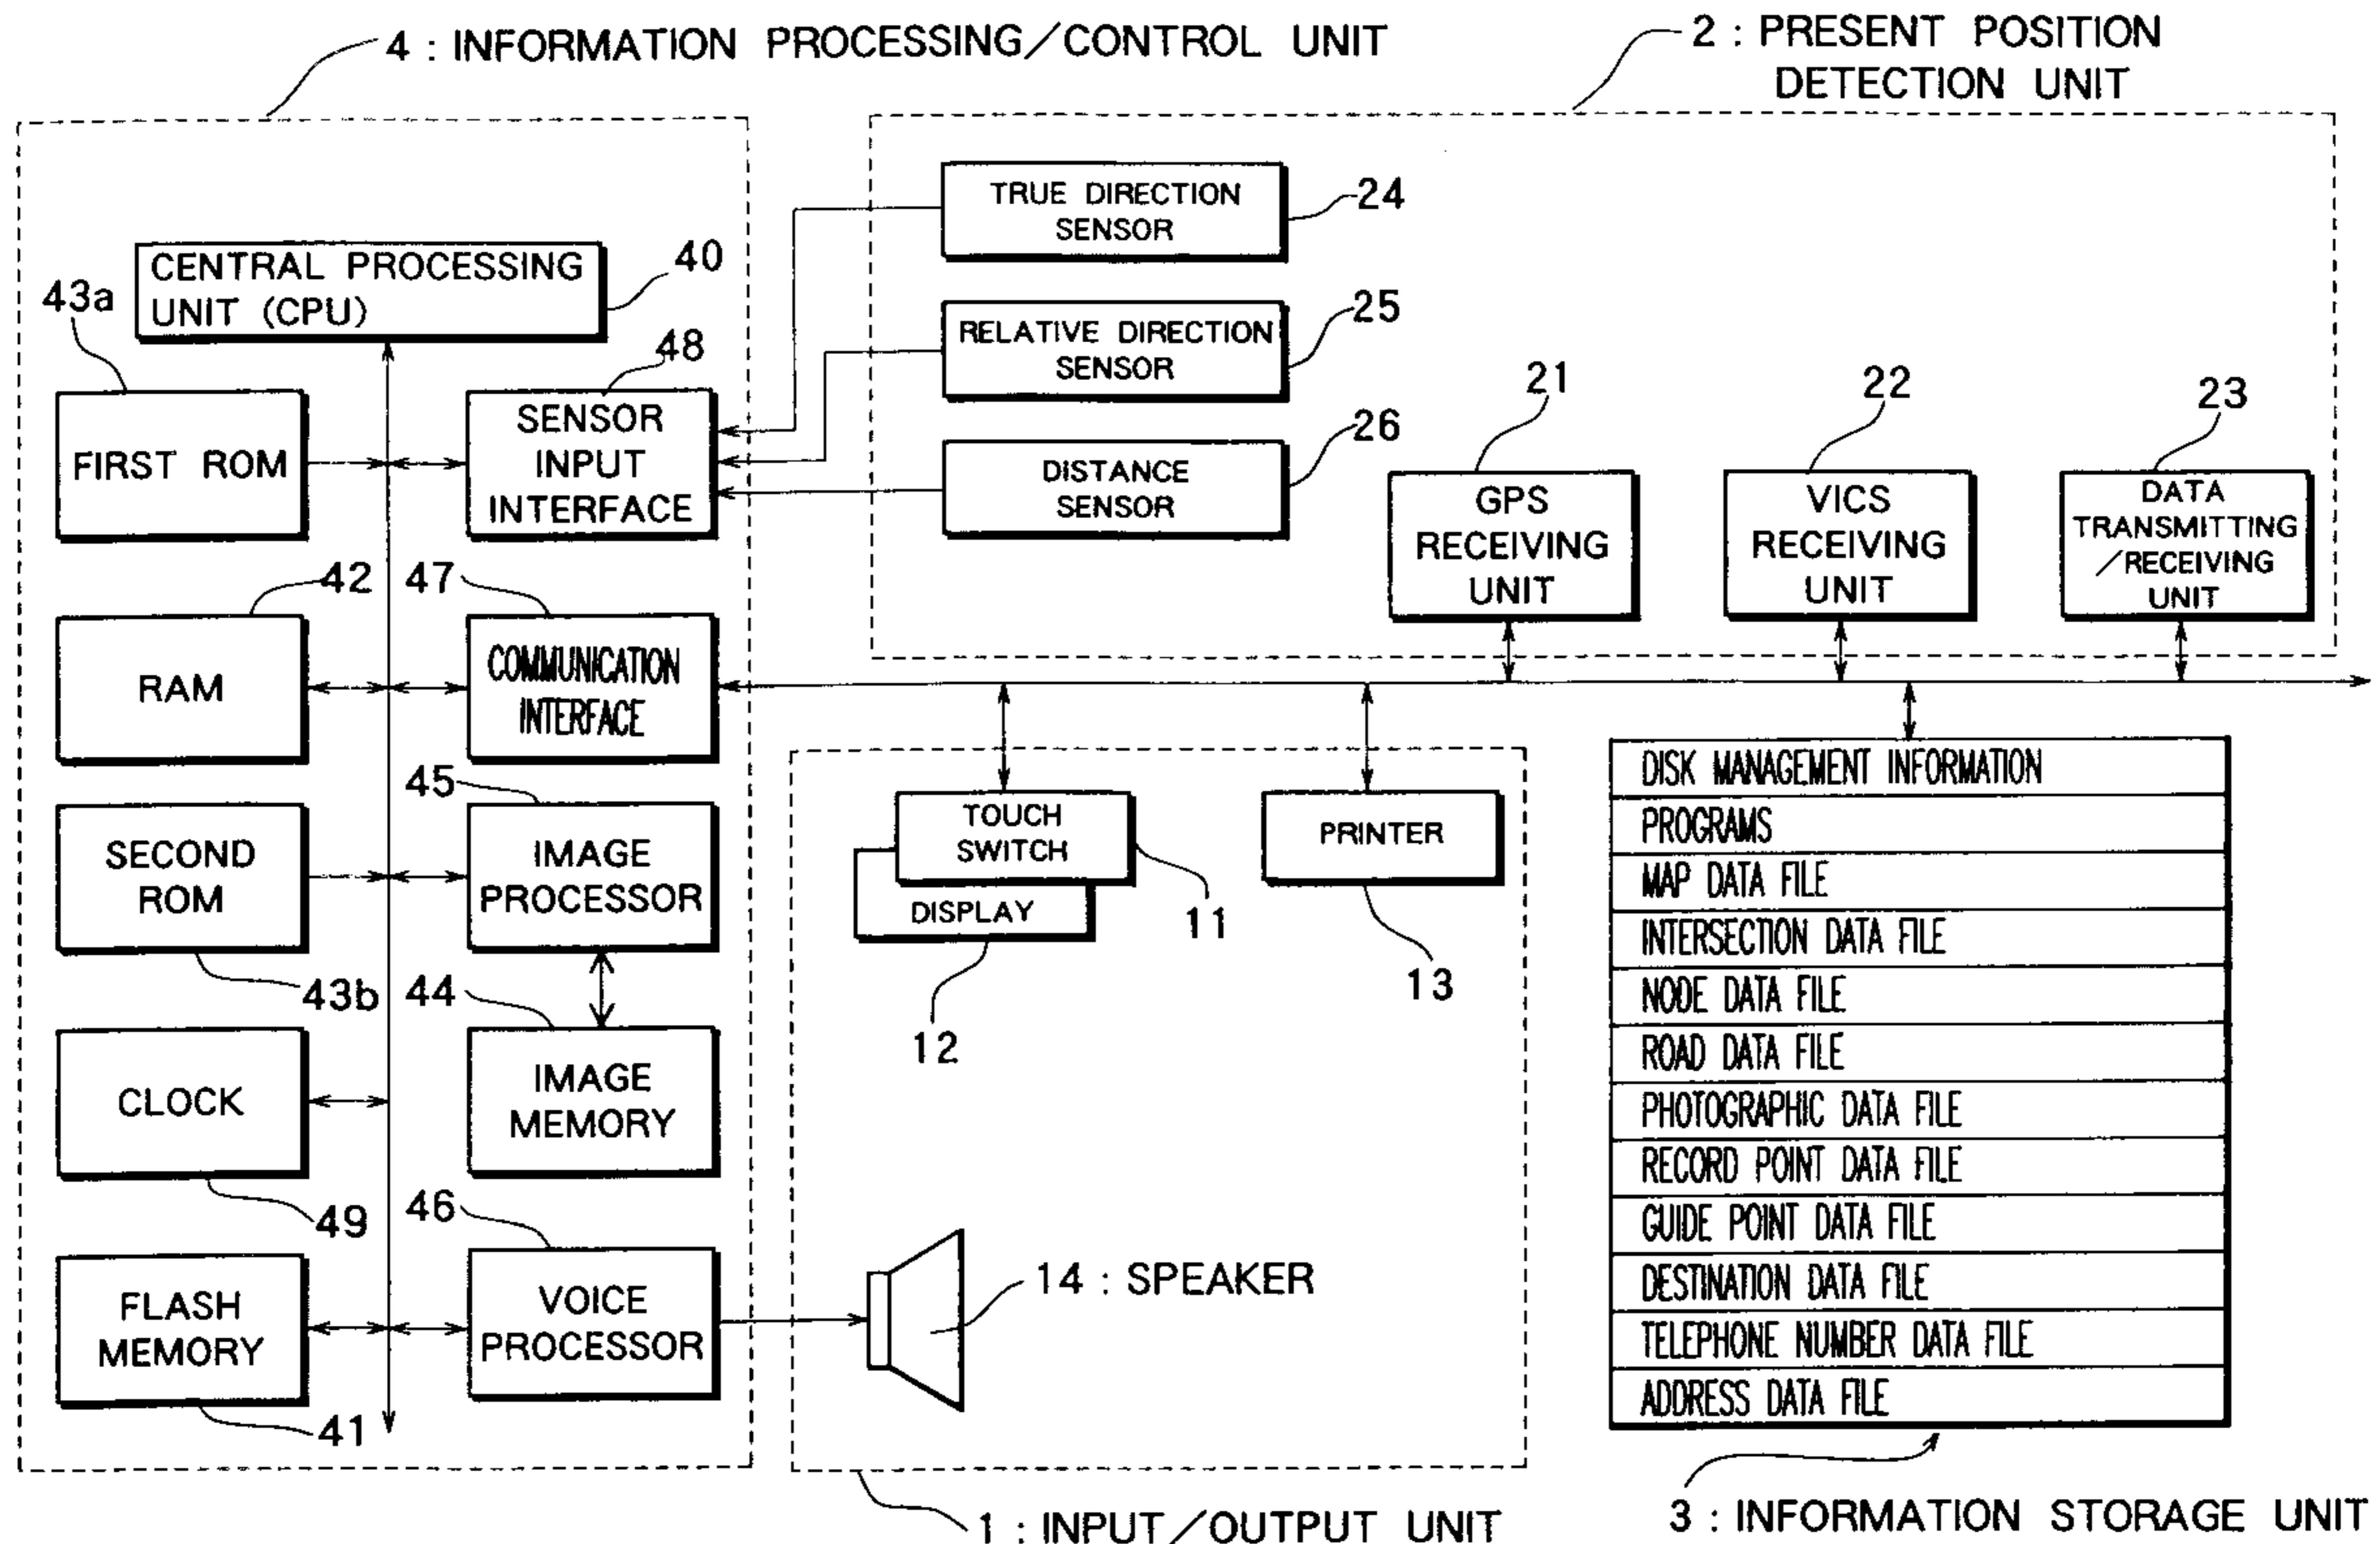 4 : INFORMATION PROCESSING/CONTROL UNIT
2 : PRESENT POSITION
DETECTION UNIT
CENTRAL PROCESSING
UNIT (CPU)
40
43a
FIRST ROM
48
SENSOR
INPUT
INTERFACE
42
RAM
47
COMMUNICATION
INTERFACE
SECOND
ROM
43b
45
IMAGE
PROCESSOR
44
IMAGE
MEMORY
CLOCK
49
46
VOICE
PROCESSOR
FLASH
MEMORY
41
TRUE DIRECTION
SENSOR
24
RELATIVE DIRECTION
SENSOR
25
DISTANCE
SENSOR
26
21
GPS
RECEIVING
UNIT
22
VICS
RECEIVING
UNIT
23
DATA
TRANSMITTING
/RECEIVING
UNIT
TOUCH
SWITCH
11
DISPLAY
12
PRINTER
13
14 : SPEAKER
1 : INPUT/OUTPUT UNIT
DISK MANAGEMENT INFORMATION
PROGRAMS
MAP DATA FILE
INTERSECTION DATA FILE
NODE DATA FILE
ROAD DATA FILE
PHOTOGRAPHIC DATA FILE
RECORD POINT DATA FILE
GUIDE POINT DATA FILE
DESTINATION DATA FILE
TELEPHONE NUMBER DATA FILE
ADDRESS DATA FILE
3 : INFORMATION STORAGE UNIT